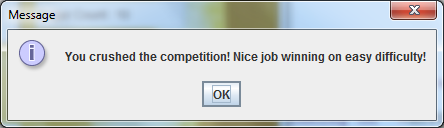 Message
You crushed the competition! Nice job winning on easy difficulty!
OK